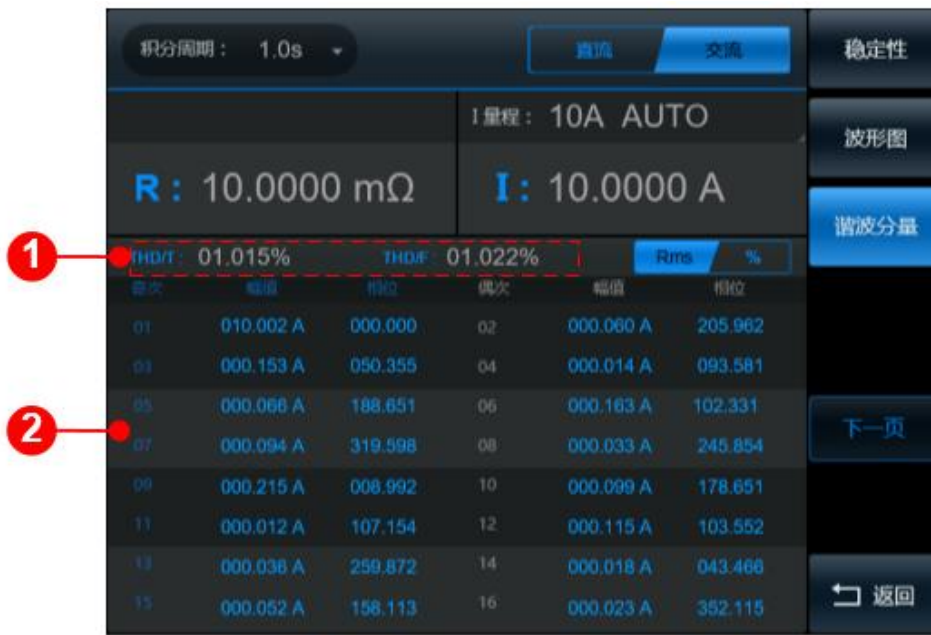 积分周期： 1.0s 直流 交流 稳定性
I量程： 10A AUTO
波形图
R： 10.0000 mΩ I： 10.0000 A
谐波分量
1 THD/T： 01.015% THD/F 01.022% Rms %
奇次 幅值 相位 偶次 幅值 相位
01 010.002 A 000.000 02 000.060 A 205.962
03 000.153 A 050.355 04 000.014 A 093.581
05 000.066 A 188.651 06 000.163 A 102.331
2 下一页
07 000.094 A 319.598 08 000.033 A 245.854
09 000.215 A 008.992 10 000.099 A 178.651
11 000.012 A 107.154 12 000.115 A 103.552
13 000.036 A 259.872 14 000.018 A 043.466
15 000.052 A 158.113 16 000.023 A 352.115
返回